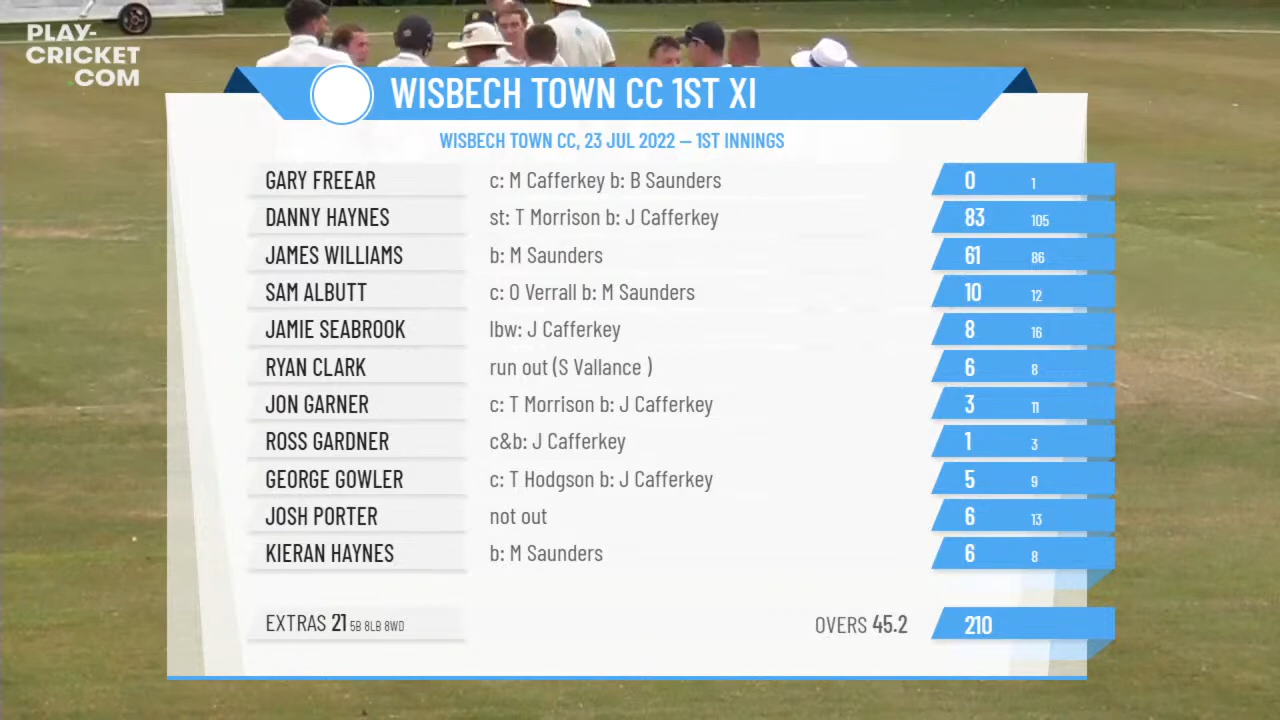 PLAY-
CRICKET
.COM
WISBECH TOWN CC 1ST XI
WISBECH TOWN CC, 23 JUL 2022 – 1ST INNINGS
GARY FREEAR c: M Cafferkey b: B Saunders 0 1
DANNY HAYNES st: T Morrison b: J Cafferkey 83 105
JAMES WILLIAMS b: M Saunders 61 86
SAM ALBUTT c: O Verrall b: M Saunders 10 12
JAMIE SEABROOK lbw: J Cafferkey 8 16
RYAN CLARK run out (S Vallance ) 6 8
JON GARNER c: T Morrison b: J Cafferkey 3 11
ROSS GARDNER c&b: J Cafferkey 1 3
GEORGE GOWLER c: T Hodgson b: J Cafferkey 5 9
JOSH PORTER not out 6 13
KIERAN HAYNES b: M Saunders 6 8
EXTRAS 21 5B 8LB 8WD OVERS 45.2 210